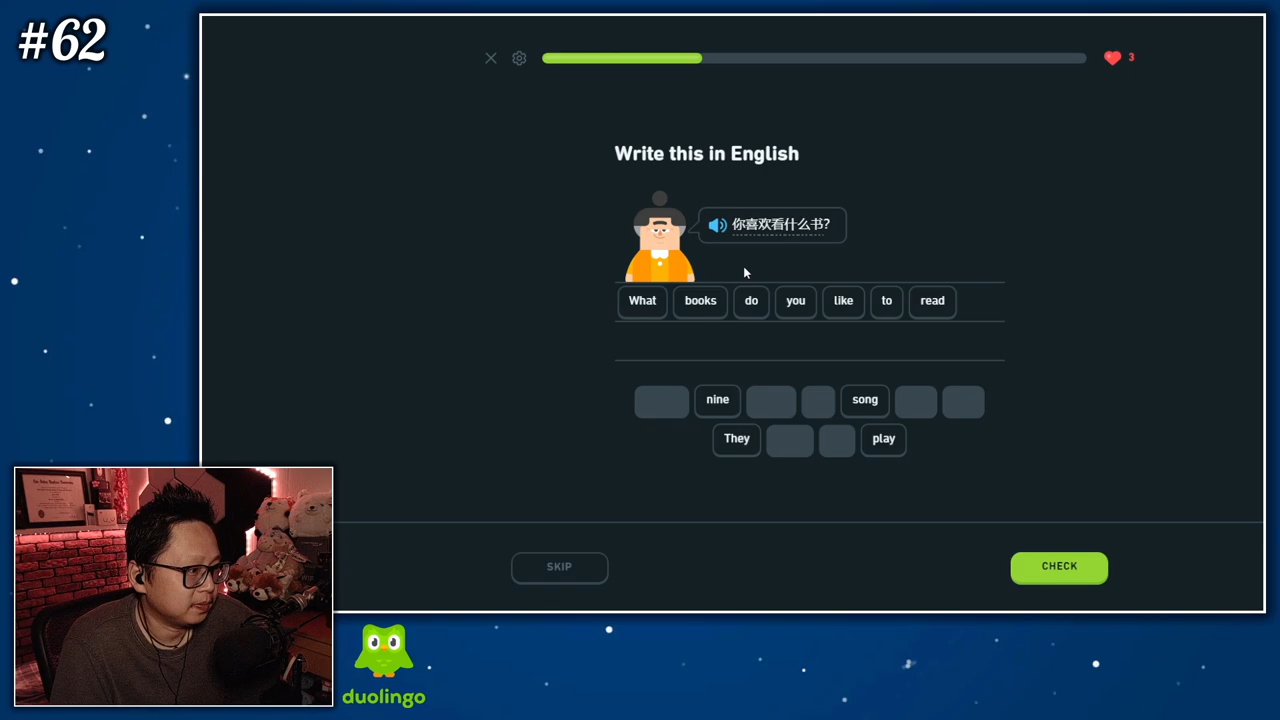 #62
3
Write this in English
你喜欢看什么书?
What books do you like to read
nine song
They play
SKIP
CHECK
duolingo